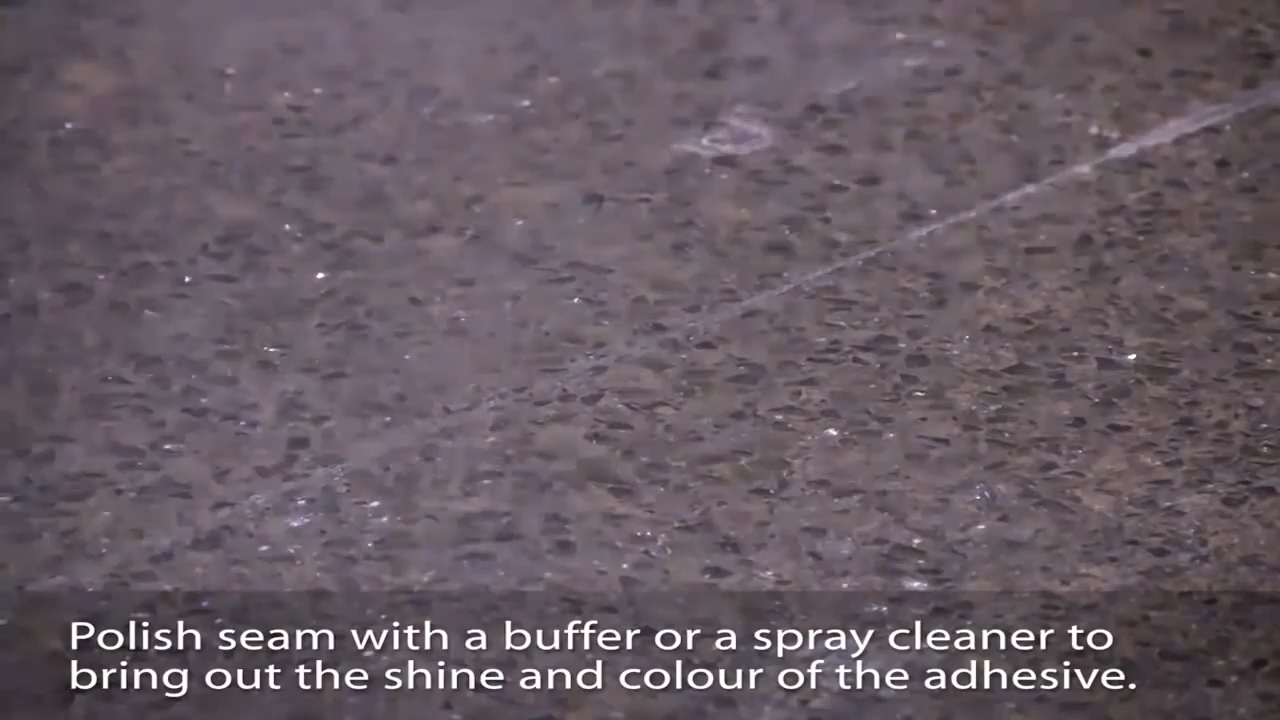 Polish seam with a buffer or a spray cleaner to
bring out the shine and colour of the adhesive.